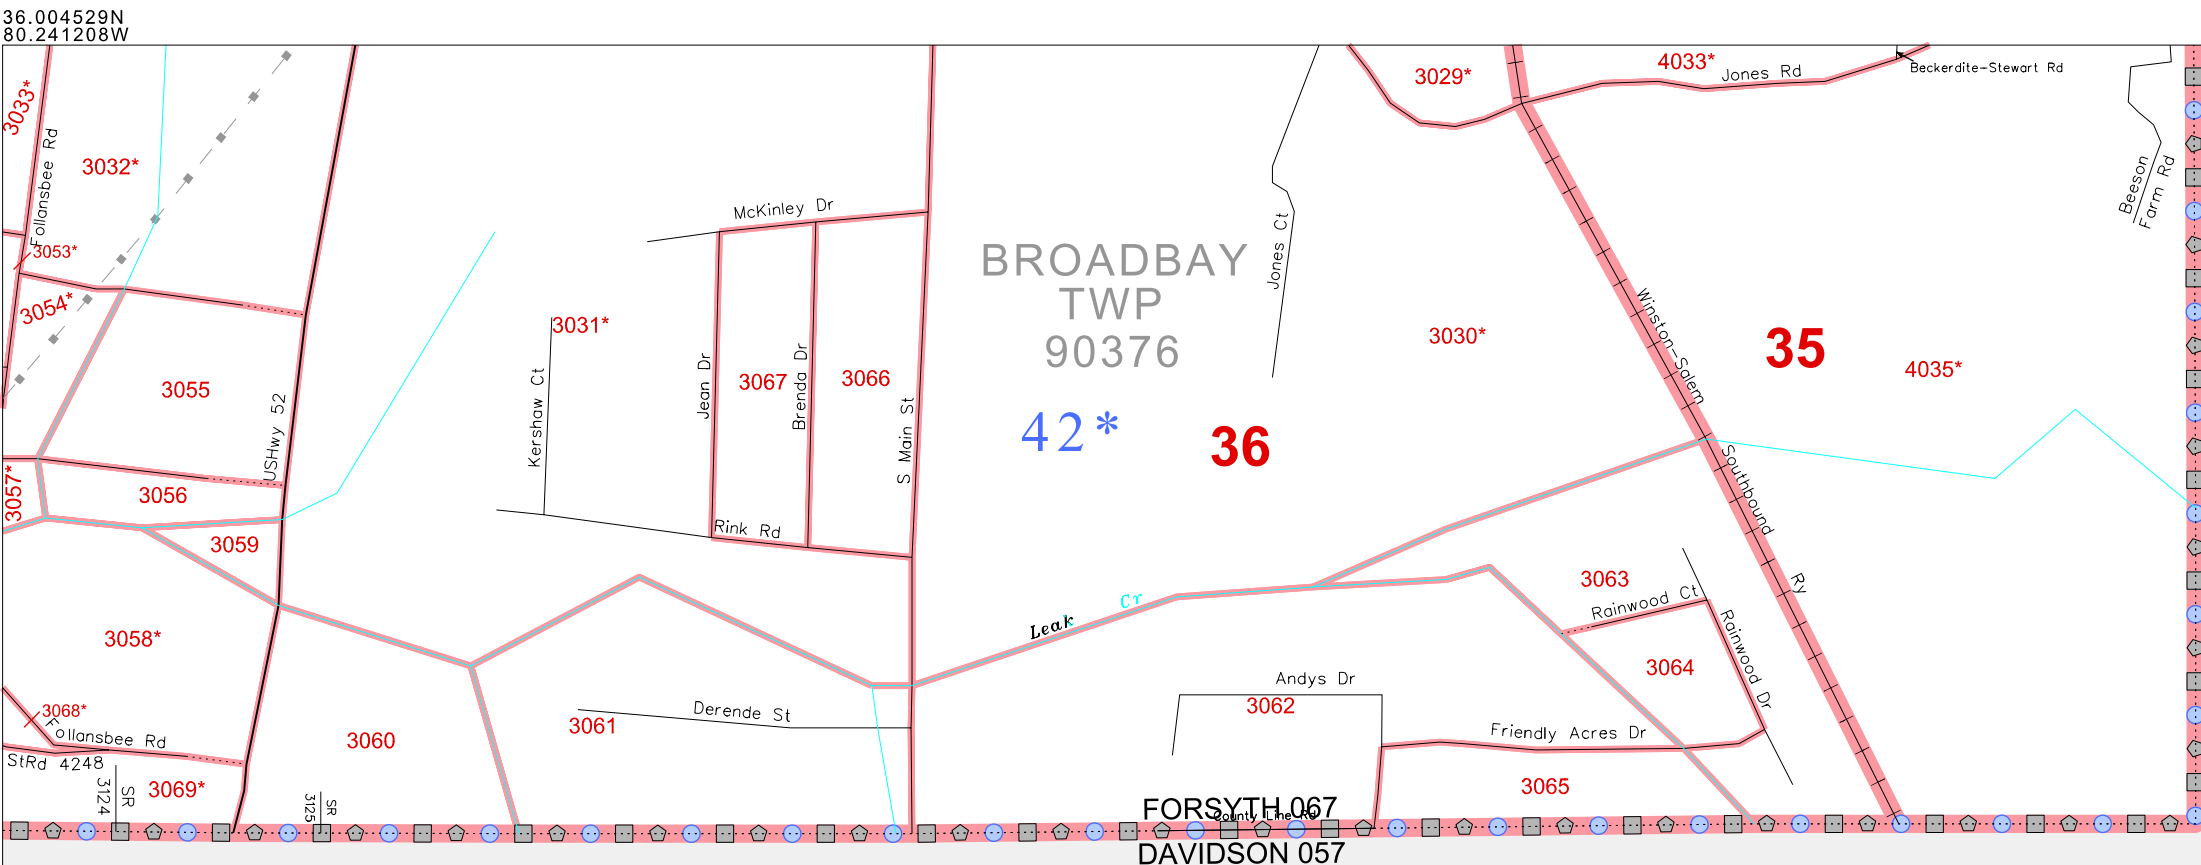 36.004529N
80.241208W
3033*
Follansbee Rd
3032*
3053*
3054*
3055
USHwy 52
3057*
3056
3059
3058*
3068*
Follansbee Rd
StRd 4248
3124
SR
3069*
3125
SR
3060
3061
Derende St
3031*
Kershaw Ct
McKinley Dr
Jean Dr
3067
Brenda Dr
3066
S Main St
Rink Rd
BROADBAY
TWP
90376
42*
36
Jones Ct
3029*
4033*
Jones Rd
Beckerdite-Stewart Rd
Beeson
Farm Rd
3030*
Winston-Salem
Southbound
Ry
35
4035*
Leak
Cr
3063
Rainwood Ct
Rainwood Dr
3064
Andys Dr
3062
Friendly Acres Dr
3065
FORSYTH 067
County Line Rd
DAVIDSON 057